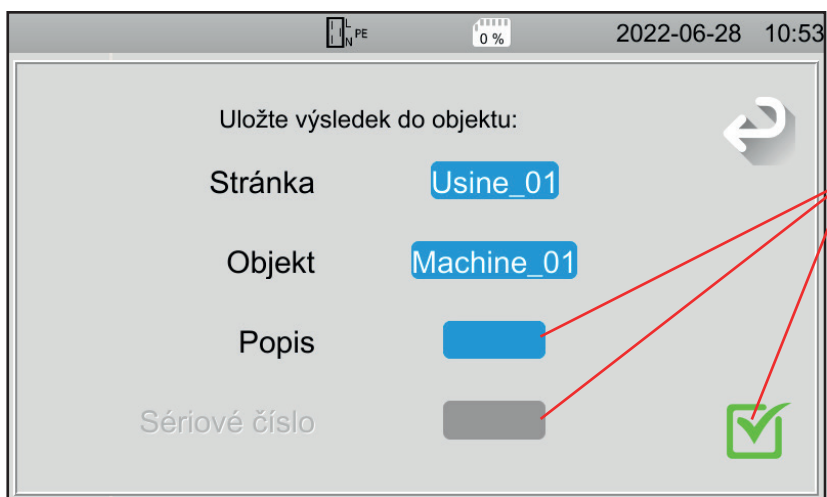 L
N PE
0 %
2022-06-28 10:53
Uložte výsledek do objektu:
Stránka Usine_01
Objekt Machine_01
Popis
Sériové číslo